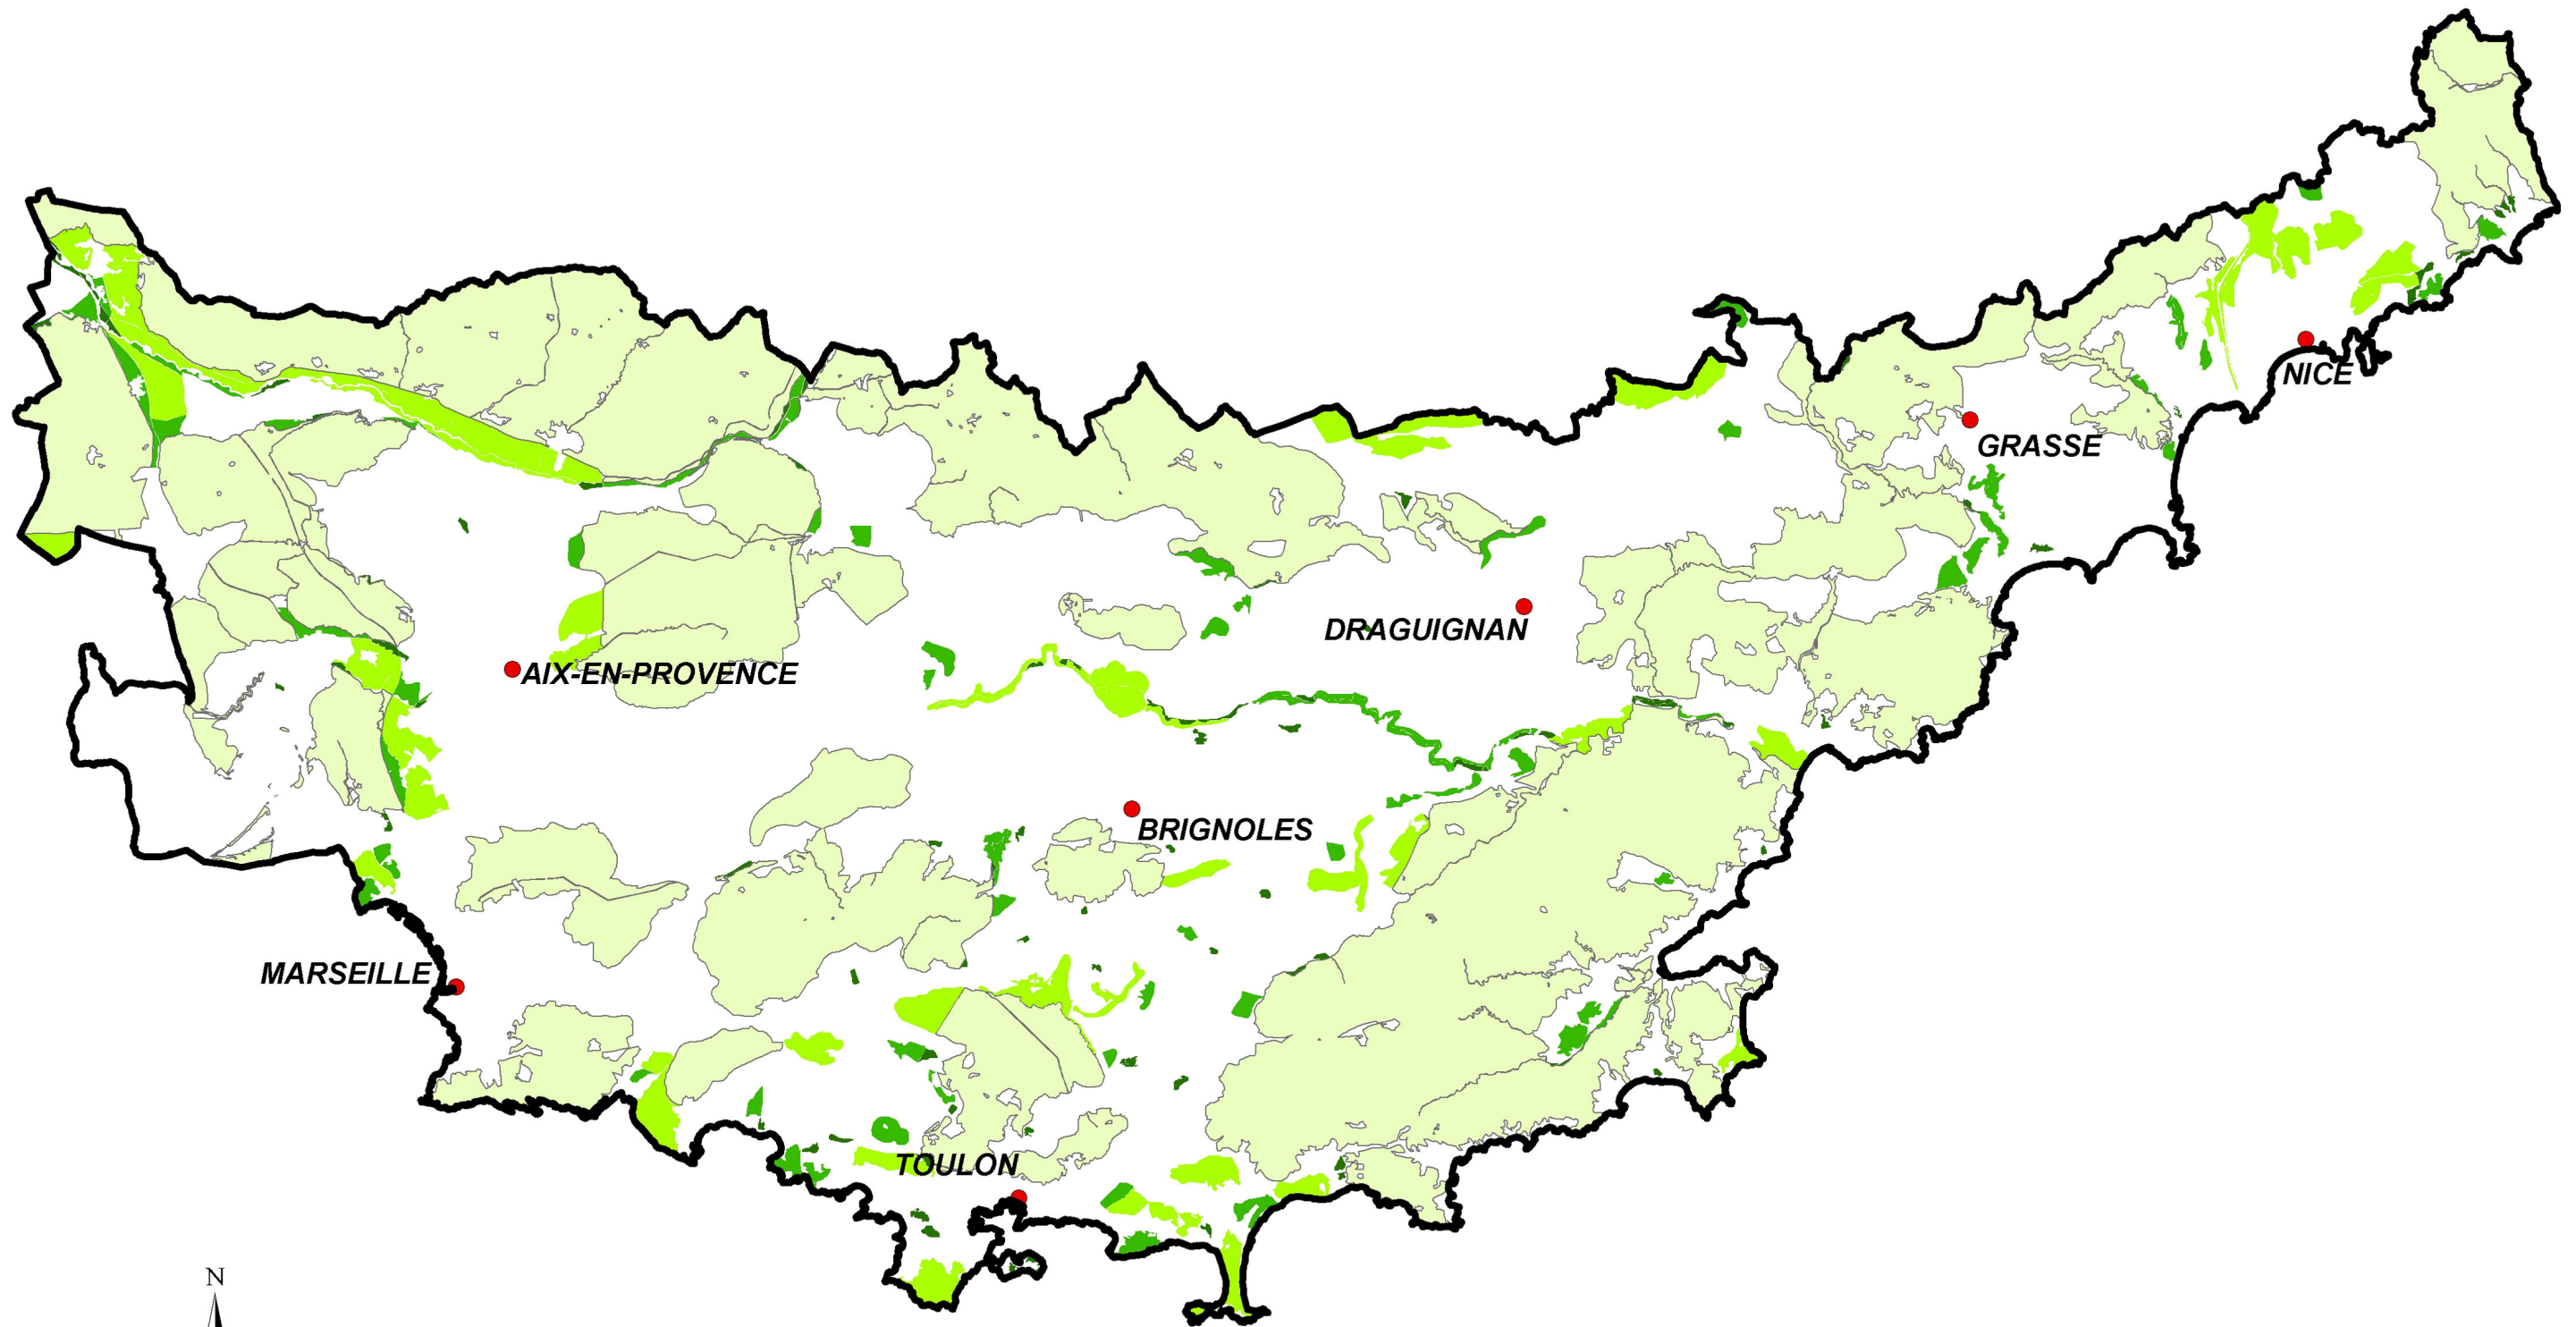 NICE
GRASSE
DRAGUIGNAN
AIX-EN-PROVENCE
BRIGNOLES
MARSEILLE
TOULON
N